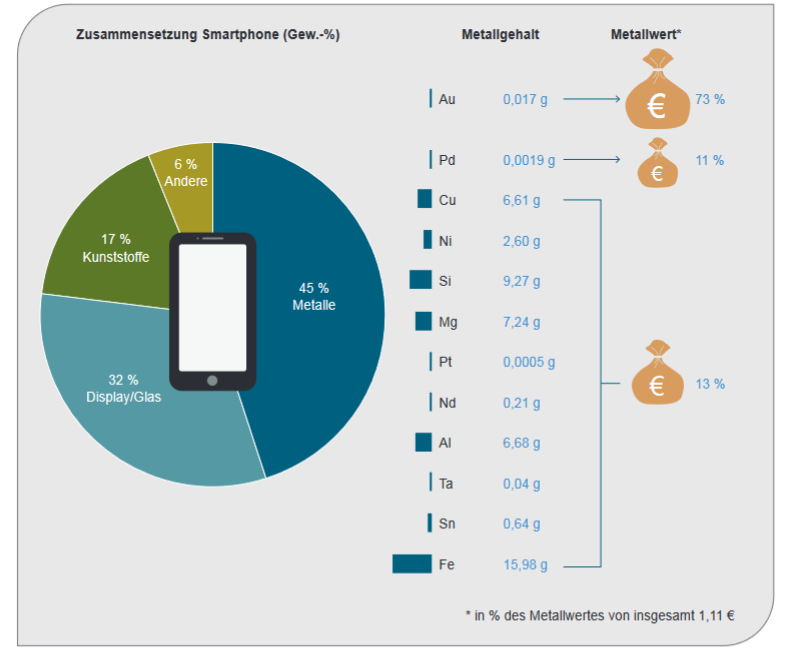 Zusammensetzung Smartphone (Gew.-%)
Metallgehalt
Metallwert*
6 %
Andere
17 %
Kunststoffe
45 %
Metalle
32 %
Display/Glas
Au 0,017 g € 73 %
Pd 0,0019 g € 11 %
Cu 6,61 g
Ni 2,60 g
Si 9,27 g
Mg 7,24 g
Pt 0,0005 g
€ 13 %
Nd 0,21 g
Al 6,68 g
Ta 0,04 g
Sn 0,64 g
Fe 15,98 g
* in % des Metallwertes von insgesamt 1,11 €